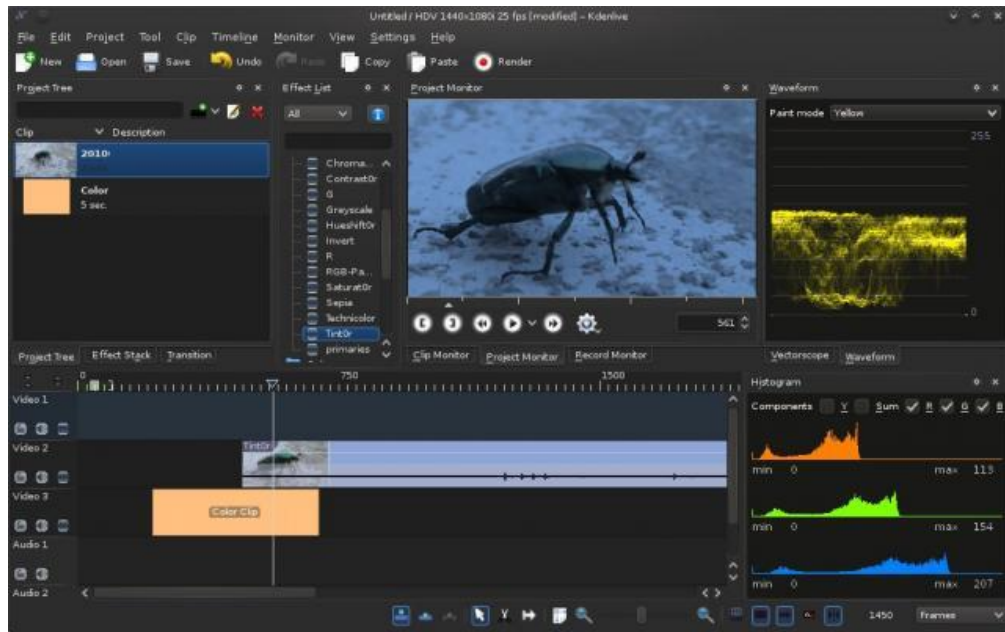 Untitled / HDV 1440x1080i 25 fps [modified] – Kdenlive
File Edit Project Tool Clip Timeline Monitor View Settings Help
New Open Save Undo Redo Copy Paste Render
Project Tree
Clip Description
2010
Color
5 sec.
Project Tree Effect Stack Transition
Effect List
All
Chroma...
Contrast0r
G
Greyscale
Hueshift0r
Invert
R
RGB-Pa...
Saturat0r
Sepia
Technicolor
Tint0r
primaries
Project Monitor
561
Clip Monitor Project Monitor Record Monitor
Waveform
Paint mode Yellow
255
0
Vectorscope Waveform
0 750 1500
Video 1
Video 2
Tint0r
Video 3
Color Clip
Audio 1
Audio 2
Histogram
Components Y Sum R G B
min 0 max 113
min 0 max 154
min 0 max 207
1450 frames